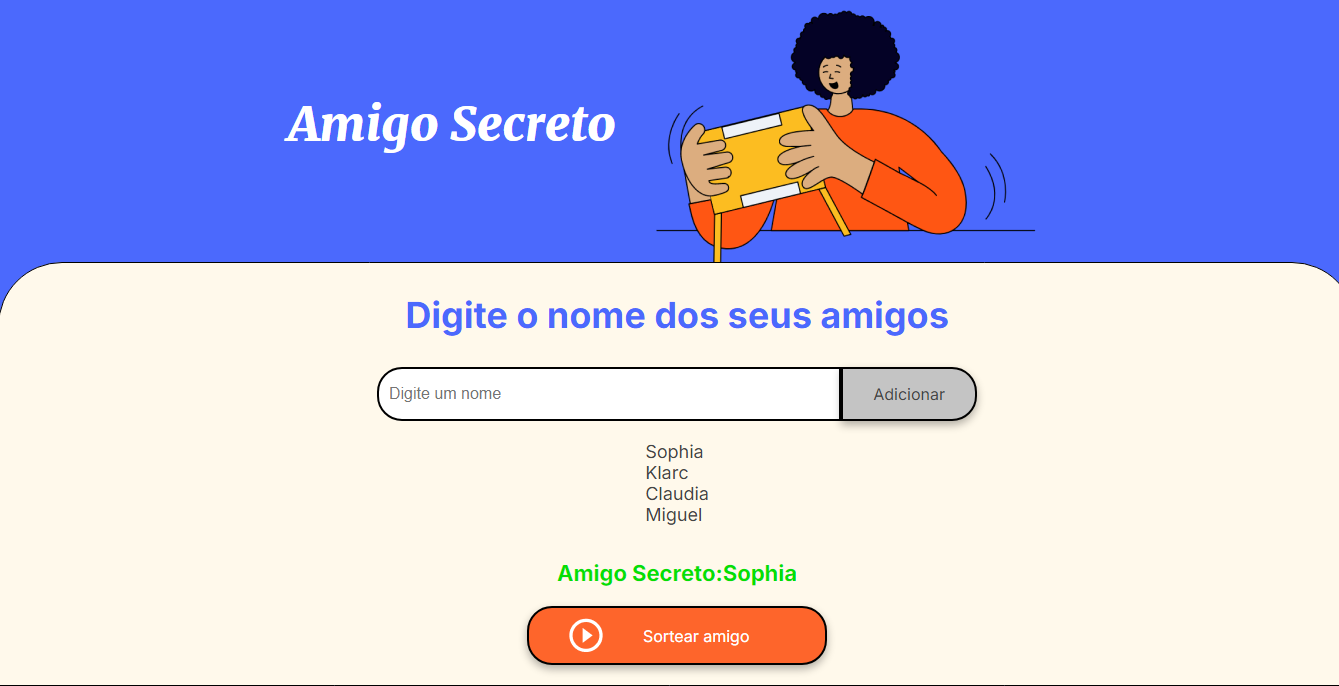 Amigo Secreto
Digite o nome dos seus amigos
Digite um nome
Adicionar
Sophia
Klarc
Claudia
Miguel
Amigo Secreto:Sophia
Sortear amigo